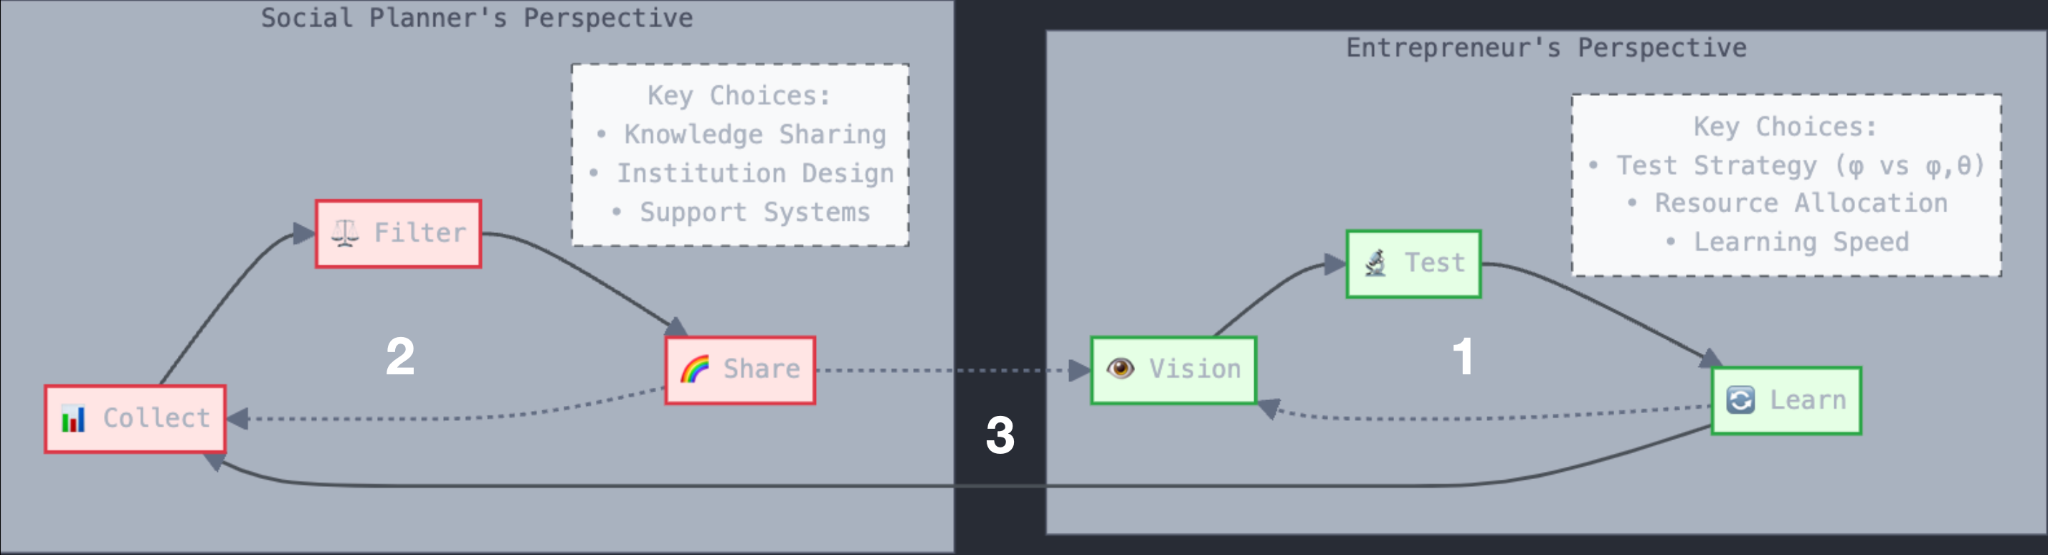 Social Planner's Perspective
Key Choices:
• Knowledge Sharing
• Institution Design
• Support Systems
Filter
2
Share
Collect
3
Entrepreneur's Perspective
Key Choices:
• Test Strategy (φ vs φ,θ)
• Resource Allocation
• Learning Speed
Test
1
Vision
Learn